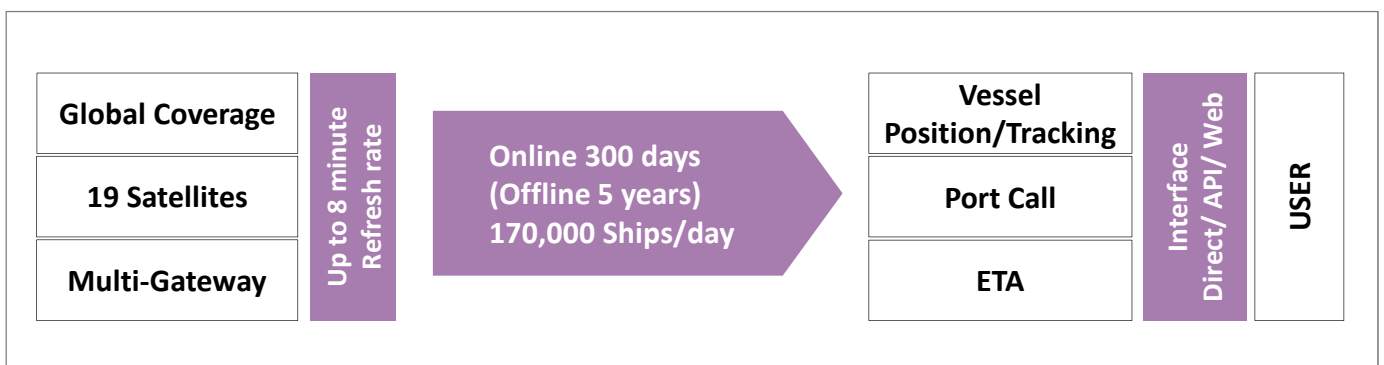 Global Coverage
19 Satellites
Multi-Gateway
Up to 8 minute
Refresh rate
Online 300 days
(Offline 5 years)
170,000 Ships/day
Vessel
Position/Tracking
Port Call
ETA
Interface
Direct/ API/ Web
USER